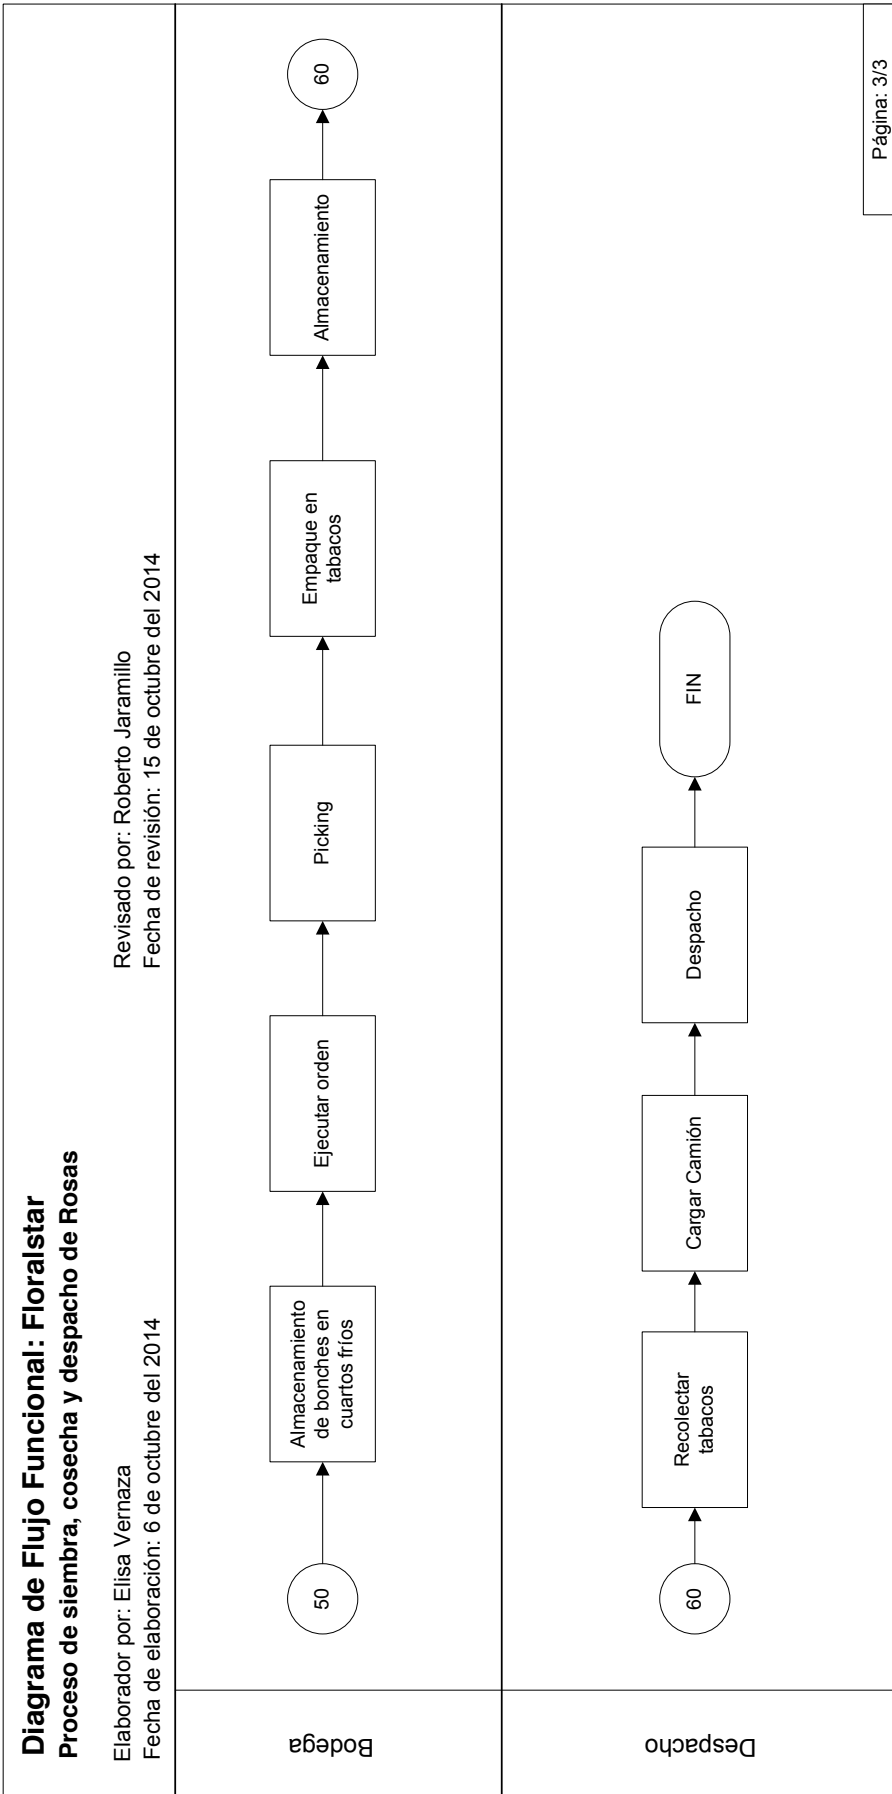 Diagrama de Flujo Funcional: Floralstar
Proceso de siembra, cosecha y despacho de Rosas
Elaborador por: Elisa Vernaza
Fecha de elaboración: 6 de octubre del 2014
Revisado por: Roberto Jaramillo
Fecha de revisión: 15 de octubre del 2014
Bodega
50
Almacenamiento
de bonches en
cuartos fríos
Ejecutar orden
Picking
Empaque en
tabacos
Almacenamiento
60
Despacho
60
Recolectar
tabacos
Cargar Camión
Despacho
FIN
Página: 3/3